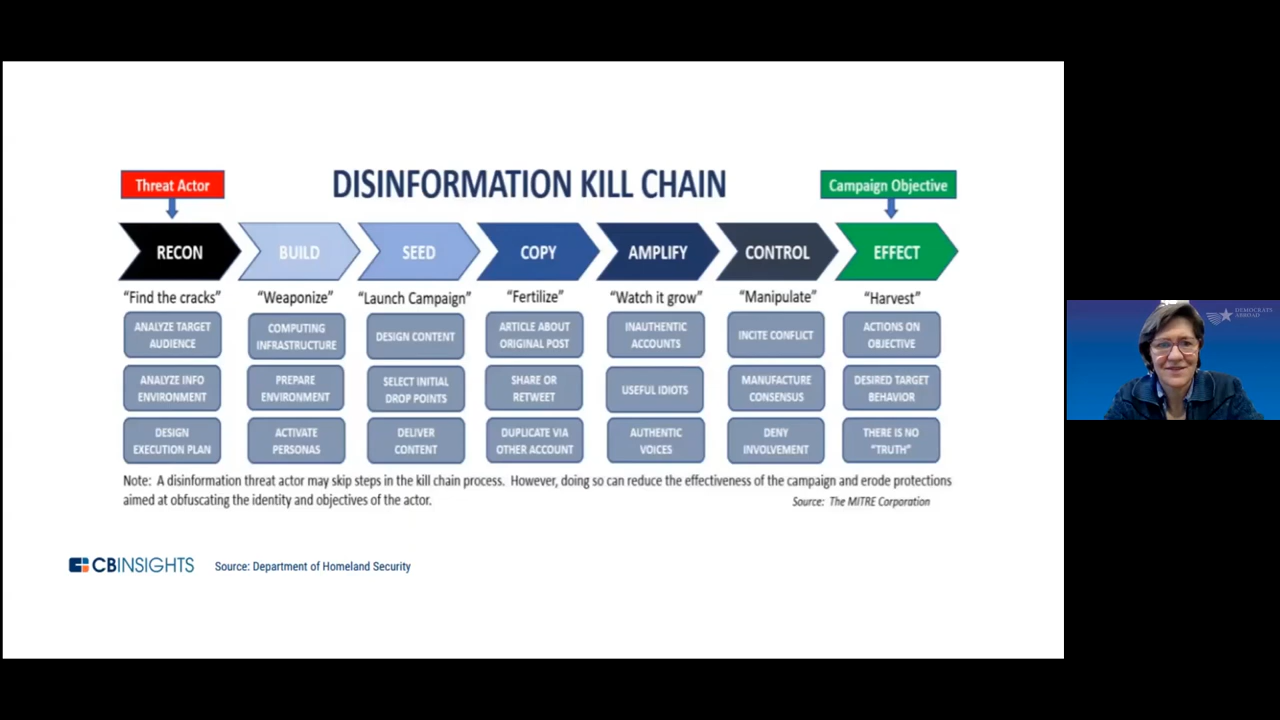 DISINFORMATION KILL CHAIN
Threat Actor
Campaign Objective
RECON
BUILD
SEED
COPY
AMPLIFY
CONTROL
EFFECT
“Find the cracks”
“Weaponize”
“Launch Campaign”
“Fertilize”
“Watch it grow”
“Manipulate”
“Harvest”
ANALYZE TARGET
AUDIENCE
COMPUTING
INFRASTRUCTURE
DESIGN CONTENT
ARTICLE ABOUT
ORIGINAL POST
INAUTHENTIC
ACCOUNTS
INCITE CONFLICT
ACTIONS ON
OBJECTIVE
ANALYZE INFO
ENVIRONMENT
PREPARE
ENVIRONMENT
SELECT INITIAL
DROP POINTS
SHARE OR
RETWEET
USEFUL IDIOTS
MANUFACTURE
CONSENSUS
DESIRED TARGET
BEHAVIOR
DESIGN
EXECUTION PLAN
ACTIVATE
PERSONAS
DELIVER
CONTENT
DUPLICATE VIA
OTHER ACCOUNT
AUTHENTIC
VOICES
DENY
INVOLVEMENT
THERE IS NO
“TRUTH”
Note: A disinformation threat actor may skip steps in the kill chain process. However, doing so can reduce the effectiveness of the campaign and erode protections
aimed at obfuscating the identity and objectives of the actor.
Source: The MITRE Corporation
CBINSIGHTS
Source: Department of Homeland Security
DEMOCRATS
ABROAD